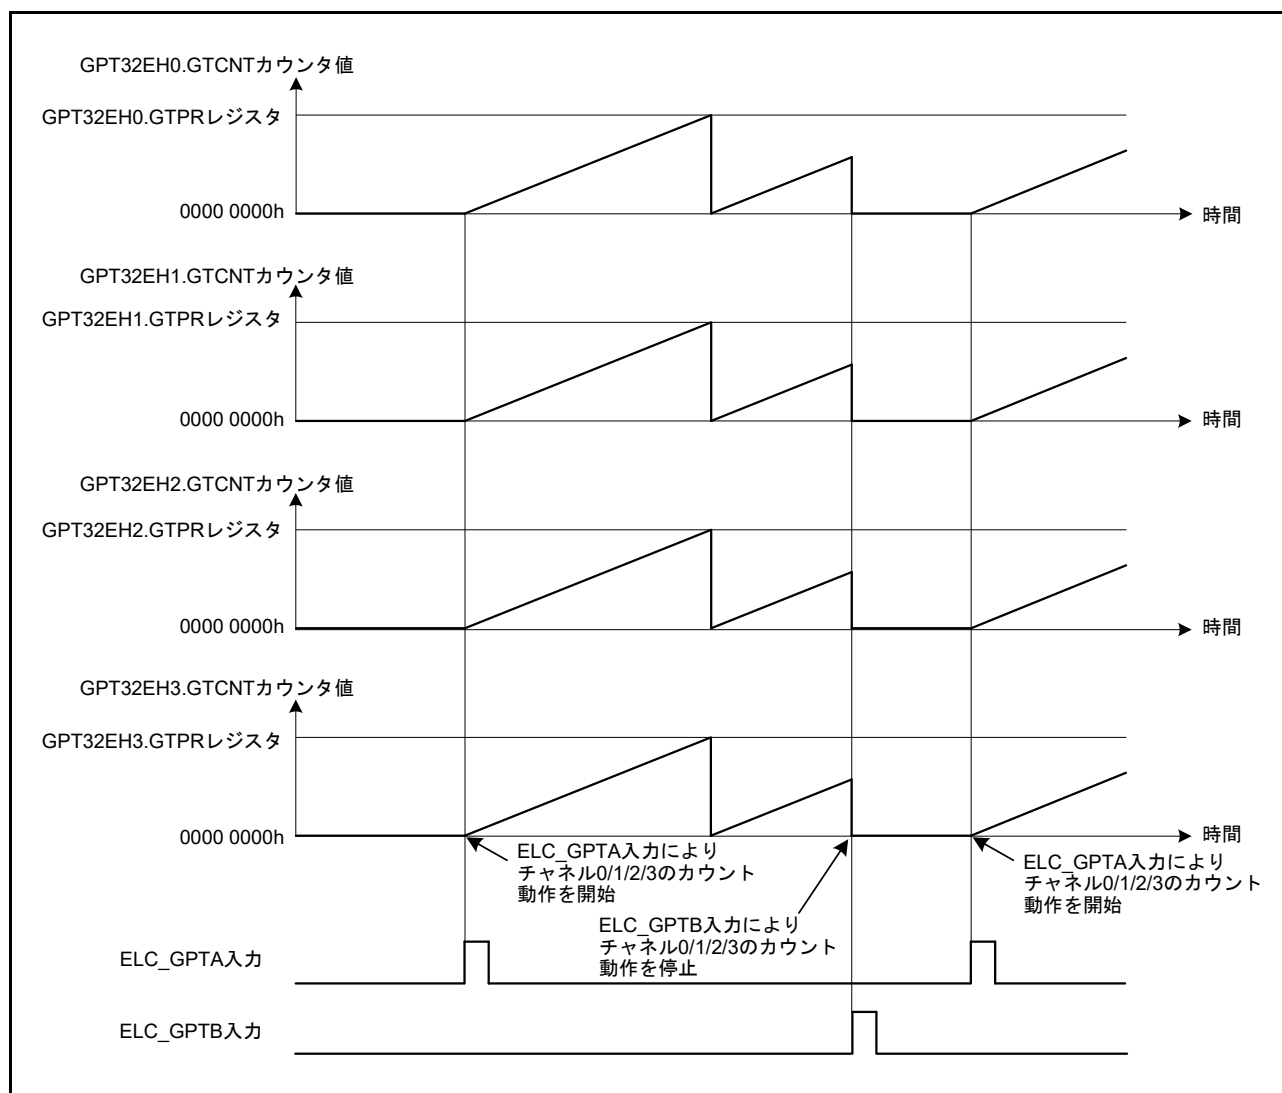 GPT32EH0.GTCNTカウンタ値
GPT32EH0.GTPRレジスタ
0000 0000h
時間
GPT32EH1.GTCNTカウンタ値
GPT32EH1.GTPRレジスタ
0000 0000h
時間
GPT32EH2.GTCNTカウンタ値
GPT32EH2.GTPRレジスタ
0000 0000h
時間
GPT32EH3.GTCNTカウンタ値
GPT32EH3.GTPRレジスタ
0000 0000h
時間
ELC_GPTA入力により
チャネル0/1/2/3のカウント
動作を開始
ELC_GPTB入力により
チャネル0/1/2/3のカウント
動作を停止
ELC_GPTA入力により
チャネル0/1/2/3のカウント
動作を開始
ELC_GPTA入力
ELC_GPTB入力